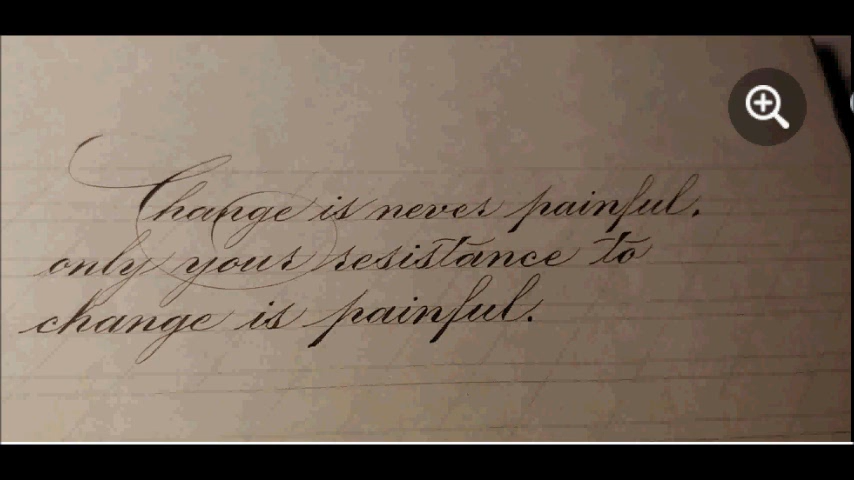 Change is never painful.
only your resistance to
change is painful.